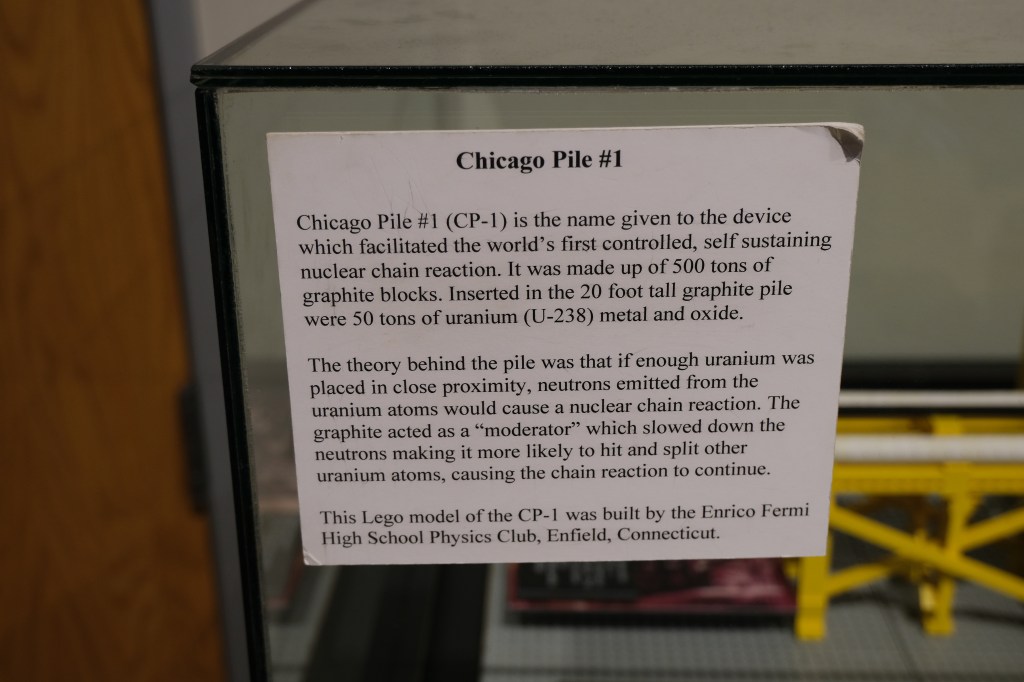 Chicago Pile #1
Chicago Pile #1 (CP-1) is the name given to the device
which facilitated the world's first controlled, self sustaining
nuclear chain reaction. It was made up of 500 tons of
graphite blocks. Inserted in the 20 foot tall graphite pile
were 50 tons of uranium (U-238) metal and oxide.
The theory behind the pile was that if enough uranium was
placed in close proximity, neutrons emitted from the
uranium atoms would cause a nuclear chain reaction. The
graphite acted as a “moderator” which slowed down the
neutrons making it more likely to hit and split other
uranium atoms, causing the chain reaction to continue.
This Lego model of the CP-1 was built by the Enrico Fermi
High School Physics Club, Enfield, Connecticut.